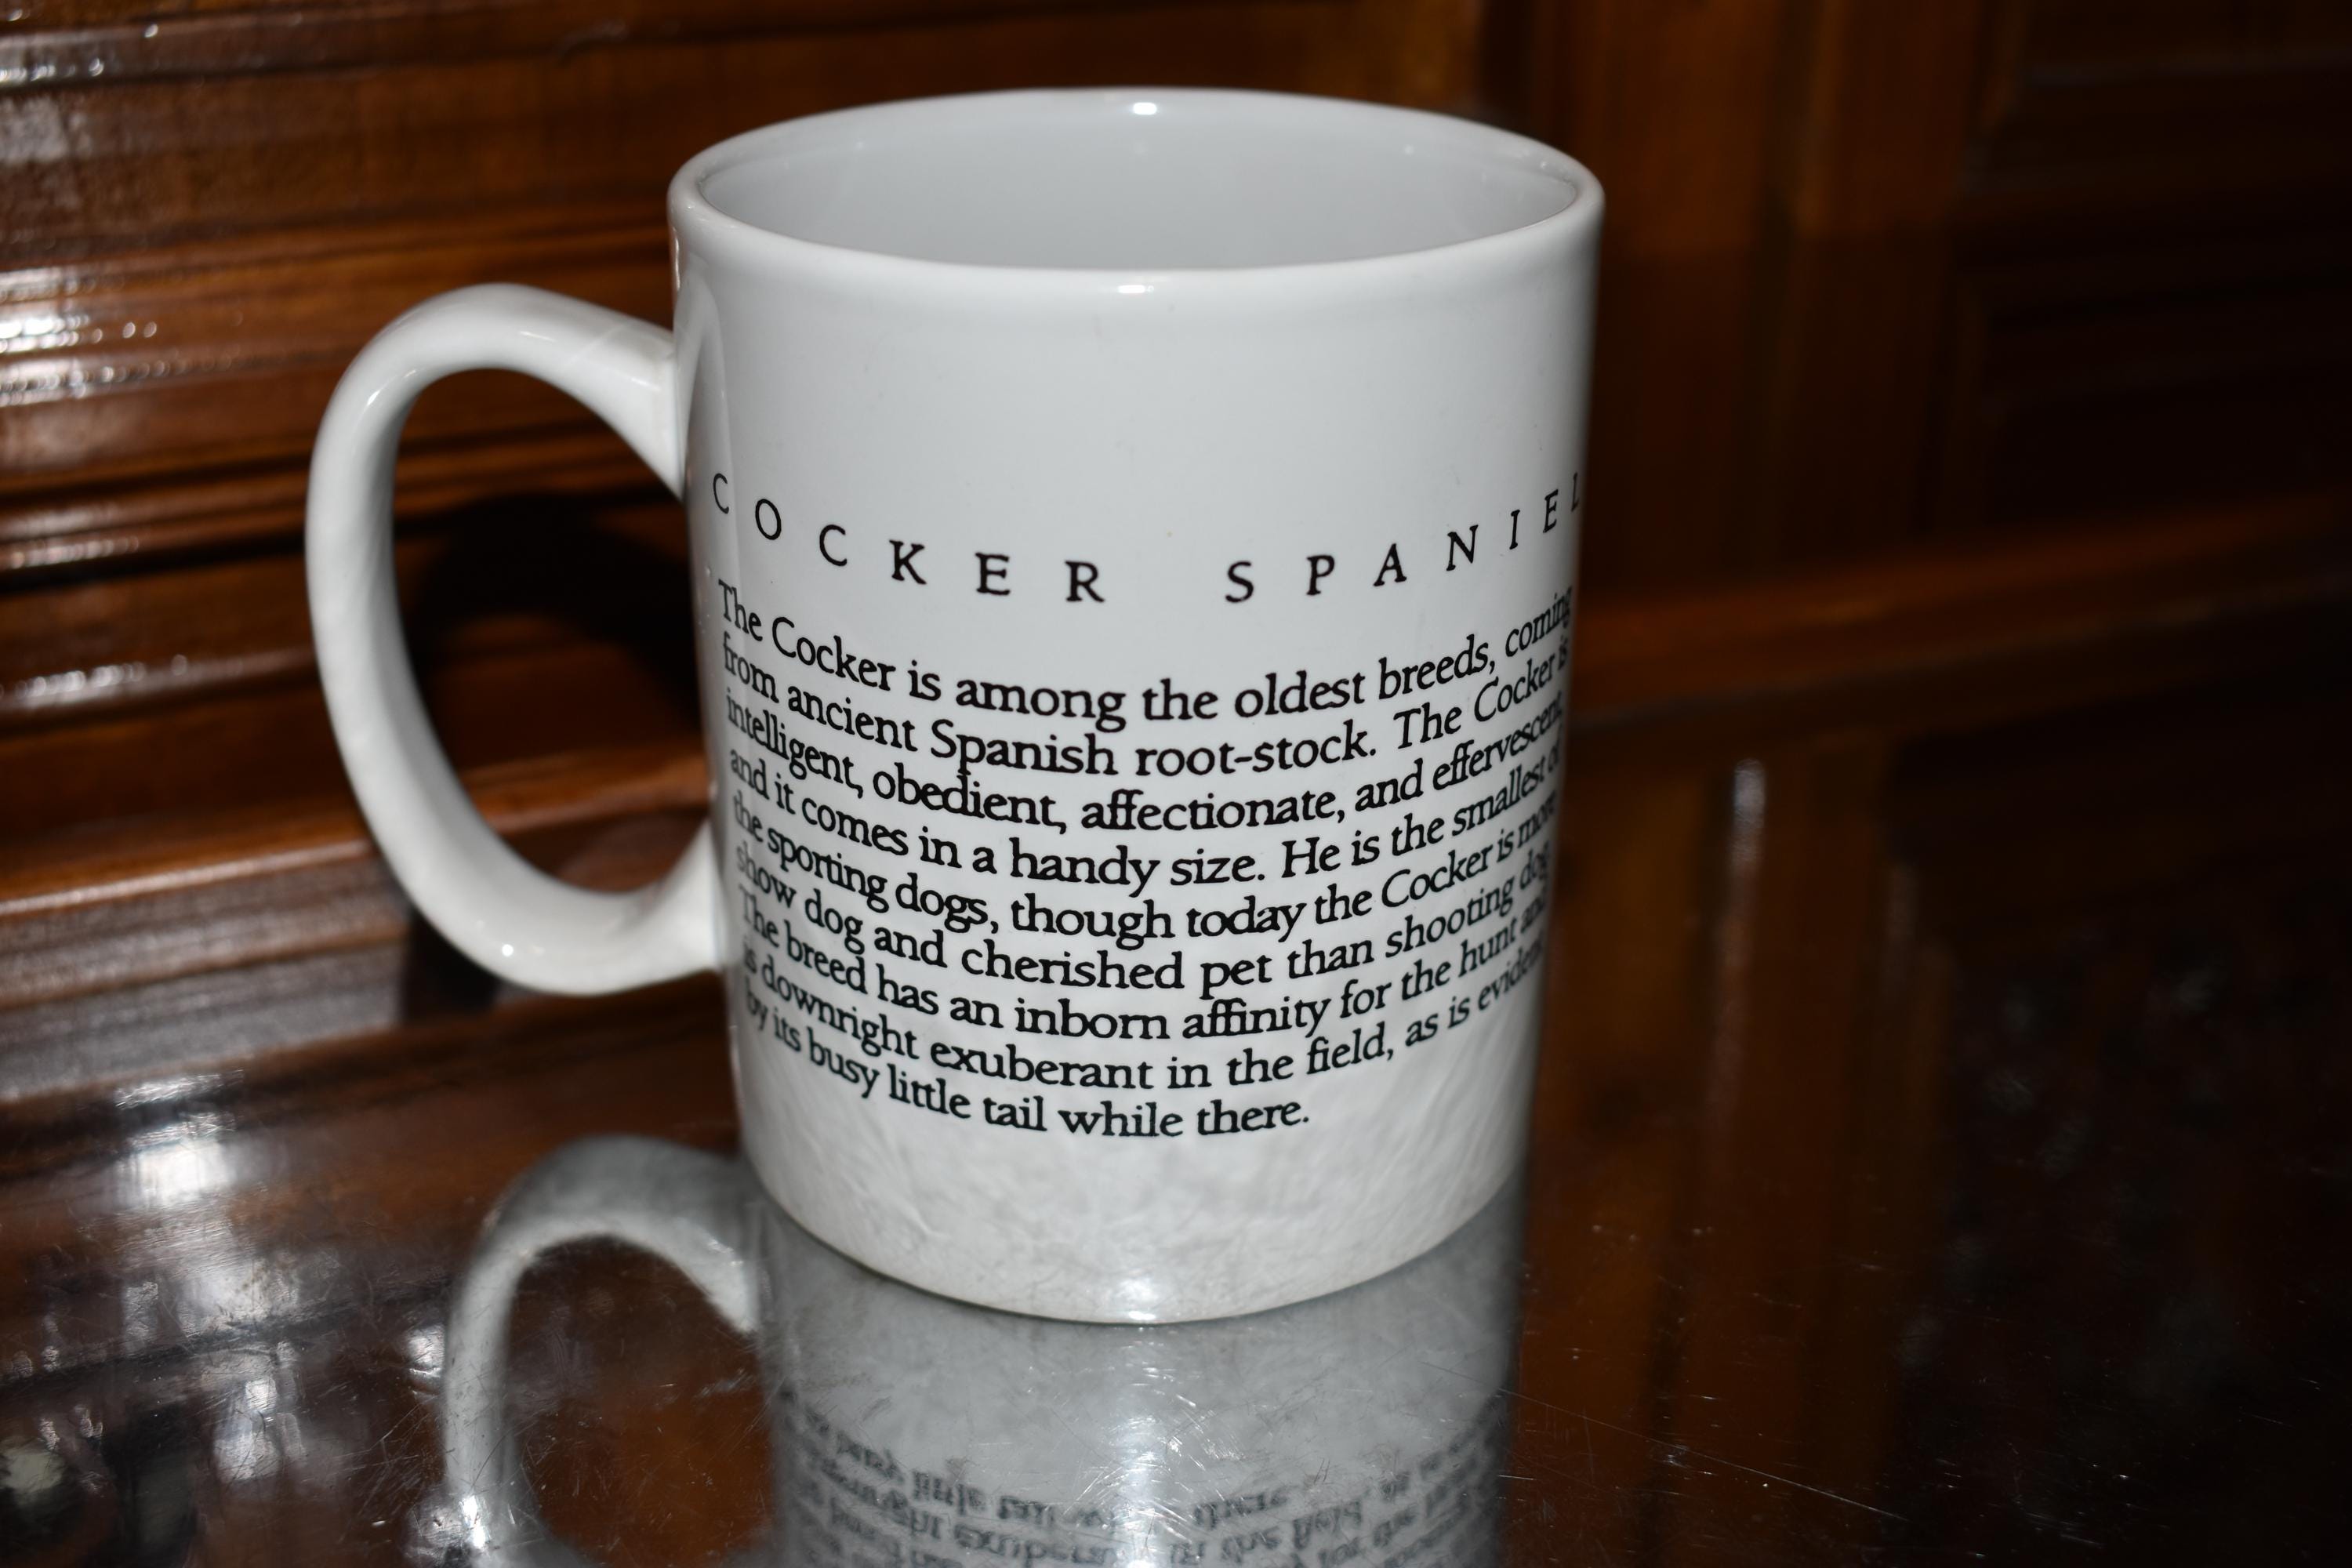 COCKER SPANIEL
The Cocker is among the oldest breeds, coming
from ancient Spanish root-stock. The Cocker is
intelligent, obedient, affectionate, and effervescent,
and it comes in a handy size. He is the smallest of
the sporting dogs, though today the Cocker is more
show dog and cherished pet than shooting dog.
The breed has an inborn affinity for the hunt and
is downright exuberant in the field, as is
by its busy little tail while there.